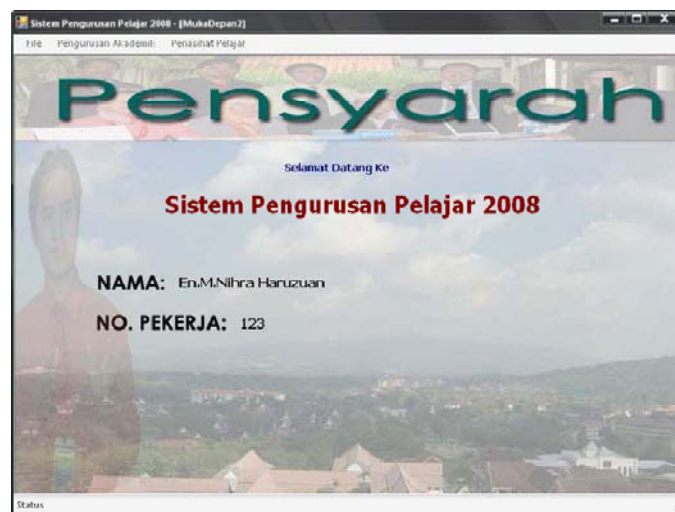 Sistem Pengurusan Pelajar 2008 - [MukaDepan2]
File Pengurusan Akademik Penasihat Pelajar
Pensyarah
Selamat Datang Ke
Sistem Pengurusan Pelajar 2008
NAMA: En.M.Nihra Haruzuan
NO. PEKERJA: 123
Status